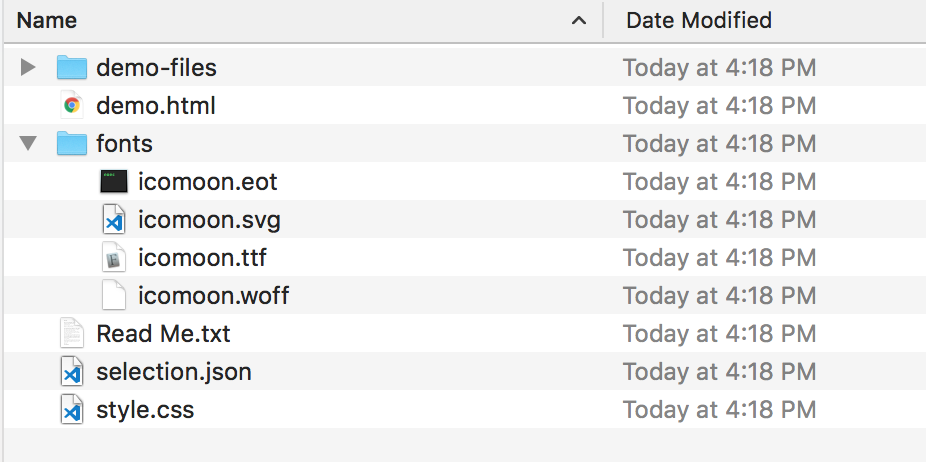 Name Date Modified
demo-files Today at 4:18 PM
demo.html Today at 4:18 PM
fonts Today at 4:18 PM
icomoon.eot Today at 4:18 PM
icomoon.svg Today at 4:18 PM
icomoon.ttf Today at 4:18 PM
icomoon.woff Today at 4:18 PM
Read Me.txt Today at 4:18 PM
selection.json Today at 4:18 PM
style.css Today at 4:18 PM